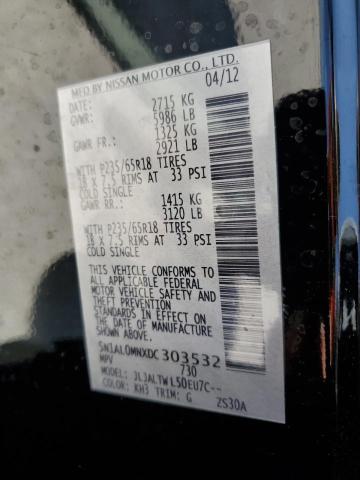 MFD BY NISSAN MOTOR CO., LTD.
DATE: 04/12
GVWR: 2715 KG
5986 LB
GAWR FR.: 1325 KG
2921 LB
WITH P235/65R18 TIRES
18 X 7.5 RIMS AT 33 PSI
COLD SINGLE
GAWR RR.: 1415 KG
3120 LB
WITH P235/65R18 TIRES
18 X 7.5 RIMS AT 33 PSI
COLD SINGLE
THIS VEHICLE CONFORMS TO
ALL APPLICABLE FEDERAL
MOTOR VEHICLE SAFETY AND
THEFT PREVENTION STANDARDS
IN EFFECT ON THE DATE
OF MANUFACTURE
SHOWN ABOVE.
5N1AL0MNXDC303532
MPV 730
MODEL: JL3ALTWL50EU7C--
COLOR: KH3 TRIM: G ZS30A